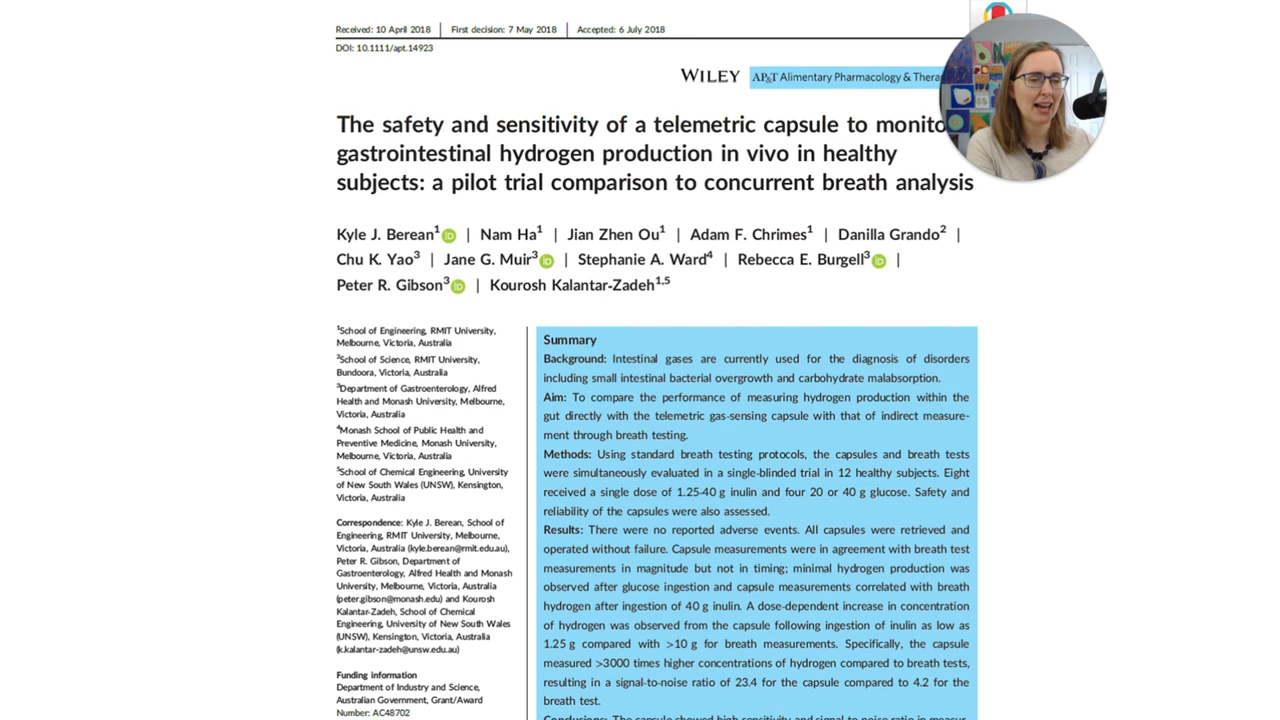 Received: 10 April 2018 | First decision: 7 May 2018 | Accepted: 6 July 2018
DOI: 10.1111/apt.14923
WILEY AP&T Alimentary Pharmacology &
The safety and sensitivity of a telemetric capsule to
gastrointestinal hydrogen production in vivo in healthy
subjects: a pilot trial comparison to concurrent breath analysis
Kyle J. Berean1 iD | Nam Ha1 | Jian Zhen Ou1 | Adam F. Chrimes1 | Danilla Grando2 |
Chu K. Yao3 | Jane G. Muir3 iD | Stephanie A. Ward4 | Rebecca E. Burgell3 iD |
Peter R. Gibson3 iD | Kourosh Kalantar-Zadeh1,5
1School of Engineering, RMIT University,
Melbourne, Victoria, Australia
2School of Science, RMIT University,
Bundoora, Victoria, Australia
3Department of Gastroenterology, Alfred
Health and Monash University, Melbourne,
Victoria, Australia
4Monash School of Public Health and
Preventive Medicine, Monash University,
Melbourne, Victoria, Australia
5School of Chemical Engineering, University
of New South Wales (UNSW), Kensington,
Victoria, Australia
Correspondence: Kyle J. Berean, School of
Engineering, RMIT University, Melbourne,
Victoria, Australia (kyle.berean@rmit.edu.au),
Peter R. Gibson, Department of
Gastroenterology, Alfred Health and Monash
University, Melbourne, Victoria, Australia
(peter.gibson@monash.edu) and Kourosh
Kalantar-Zadeh, School of Chemical
Engineering, University of New South Wales
(UNSW), Kensington, Victoria, Australia
(k.kalantar-zadeh@unsw.edu.au)
Funding information
Department of Industry and Science,
Australian Government, Grant/Award
Number: AC48702
Summary
Background: Intestinal gases are currently used for the diagnosis of disorders
including small intestinal bacterial overgrowth and carbohydrate malabsorption.
Aim: To compare the performance of measuring hydrogen production within the
gut directly with the telemetric gas-sensing capsule with that of indirect measure-
ment through breath testing.
Methods: Using standard breath testing protocols, the capsules and breath tests
were simultaneously evaluated in a single-blinded trial in 12 healthy subjects. Eight
received a single dose of 1.25-40 g inulin and four 20 or 40 g glucose. Safety and
reliability of the capsules were also assessed.
Results: There were no reported adverse events. All capsules were retrieved and
operated without failure. Capsule measurements were in agreement with breath test
measurements in magnitude but not in timing; minimal hydrogen production was
observed after glucose ingestion and capsule measurements correlated with breath
hydrogen after ingestion of 40 g inulin. A dose-dependent increase in concentration
of hydrogen was observed from the capsule following ingestion of inulin as low as
1.25 g compared with >10 g for breath measurements. Specifically, the capsule
measured >3000 times higher concentrations of hydrogen compared to breath tests,
resulting in a signal-to-noise ratio of 23.4 for the capsule compared to 4.2 for the
breath test.
Conclusions: The capsule showed high sensitivity and signal-to-noise ratio in measur-